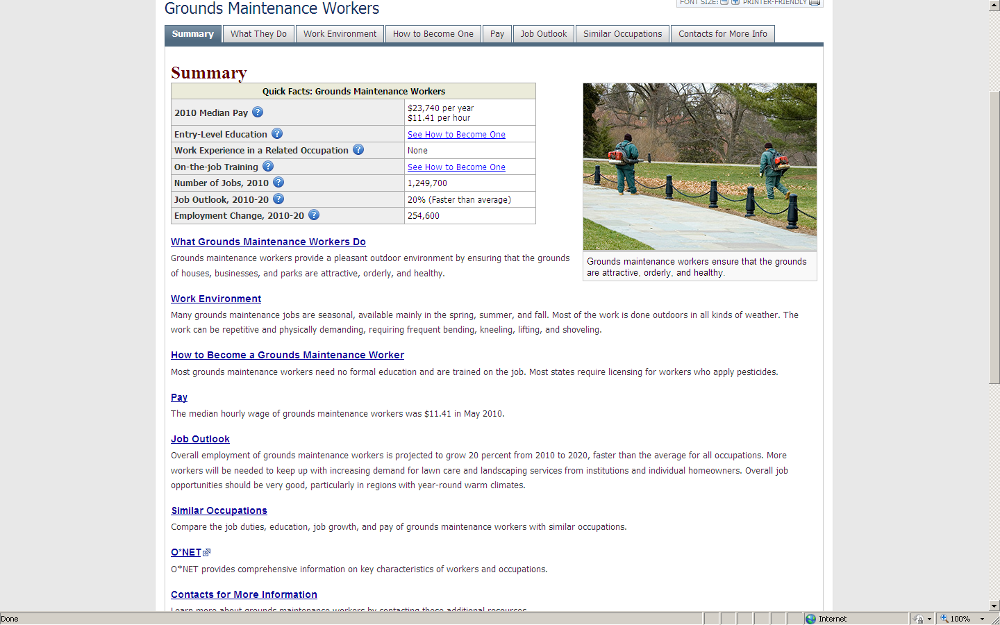 Grounds Maintenance Workers
FONT SIZE: PRINTER-FRIENDLY
Summary What They Do Work Environment How to Become One Pay Job Outlook Similar Occupations Contacts for More Info
Summary
Quick Facts: Grounds Maintenance Workers
2010 Median Pay ? $23,740 per year
$11.41 per hour
Entry-Level Education ? See How to Become One
Work Experience in a Related Occupation ? None
On-the-job Training ? See How to Become One
Number of Jobs, 2010 ? 1,249,700
Job Outlook, 2010-20 ? 20% (Faster than average)
Employment Change, 2010-20 ? 254,600
Grounds maintenance workers ensure that the grounds
are attractive, orderly, and healthy.
What Grounds Maintenance Workers Do
Grounds maintenance workers provide a pleasant outdoor environment by ensuring that the grounds
of houses, businesses, and parks are attractive, orderly, and healthy.
Work Environment
Many grounds maintenance jobs are seasonal, available mainly in the spring, summer, and fall. Most of the work is done outdoors in all kinds of weather. The
work can be repetitive and physically demanding, requiring frequent bending, kneeling, lifting, and shoveling.
How to Become a Grounds Maintenance Worker
Most grounds maintenance workers need no formal education and are trained on the job. Most states require licensing for workers who apply pesticides.
Pay
The median hourly wage of grounds maintenance workers was $11.41 in May 2010.
Job Outlook
Overall employment of grounds maintenance workers is projected to grow 20 percent from 2010 to 2020, faster than the average for all occupations. More
workers will be needed to keep up with increasing demand for lawn care and landscaping services from institutions and individual homeowners. Overall job
opportunities should be very good, particularly in regions with year-round warm climates.
Similar Occupations
Compare the job duties, education, job growth, and pay of grounds maintenance workers with similar occupations.
O*NET
O*NET provides comprehensive information on key characteristics of workers and occupations.
Contacts for More Information
Learn more about grounds maintenance workers by contacting these additional resources.
Done Internet 100%